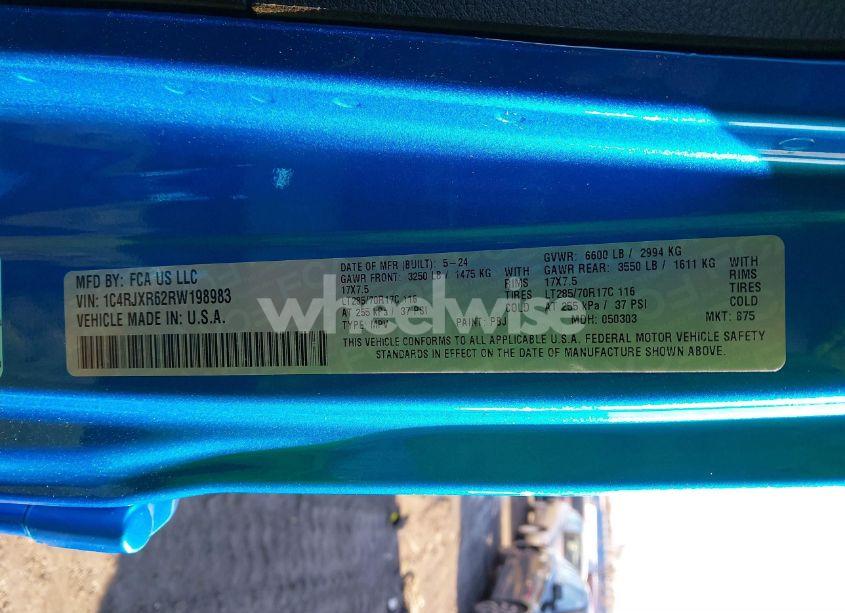 MFD BY: FCA US LLC
VIN: 1C4RJXR62RW198983
VEHICLE MADE IN: U.S.A.
DATE OF MFR (BUILT): 5-24
GAWR FRONT: 3250 LB / 1475 KG WITH
17X7.5 RIMS
LT285/70R17C 116 TIRES
AT 255 KPa / 37 PSI COLD
TYPE: MPV PAINT: PBJ
GVWR: 6600 LB / 2994 KG
GAWR REAR: 3550 LB / 1611 KG WITH
17X7.5 RIMS
LT285/70R17C 116 TIRES
AT 255 KPa / 37 PSI COLD
MDH: 050303 MKT: 875
THIS VEHICLE CONFORMS TO ALL APPLICABLE U.S.A. FEDERAL MOTOR VEHICLE SAFETY
STANDARDS IN EFFECT ON THE DATE OF MANUFACTURE SHOWN ABOVE.
wheelwise